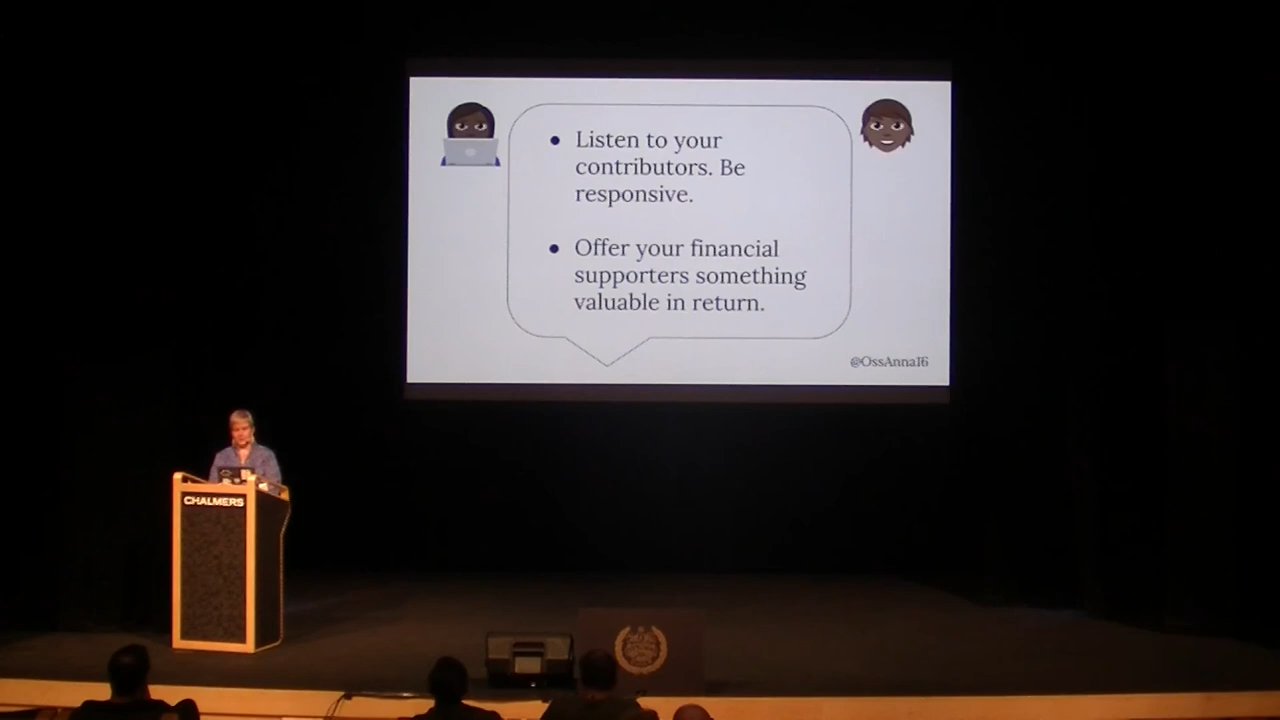 Listen to your
contributors. Be
responsive.
Offer your financial
supporters something
valuable in return.
@OssAnna16
CHALMERS